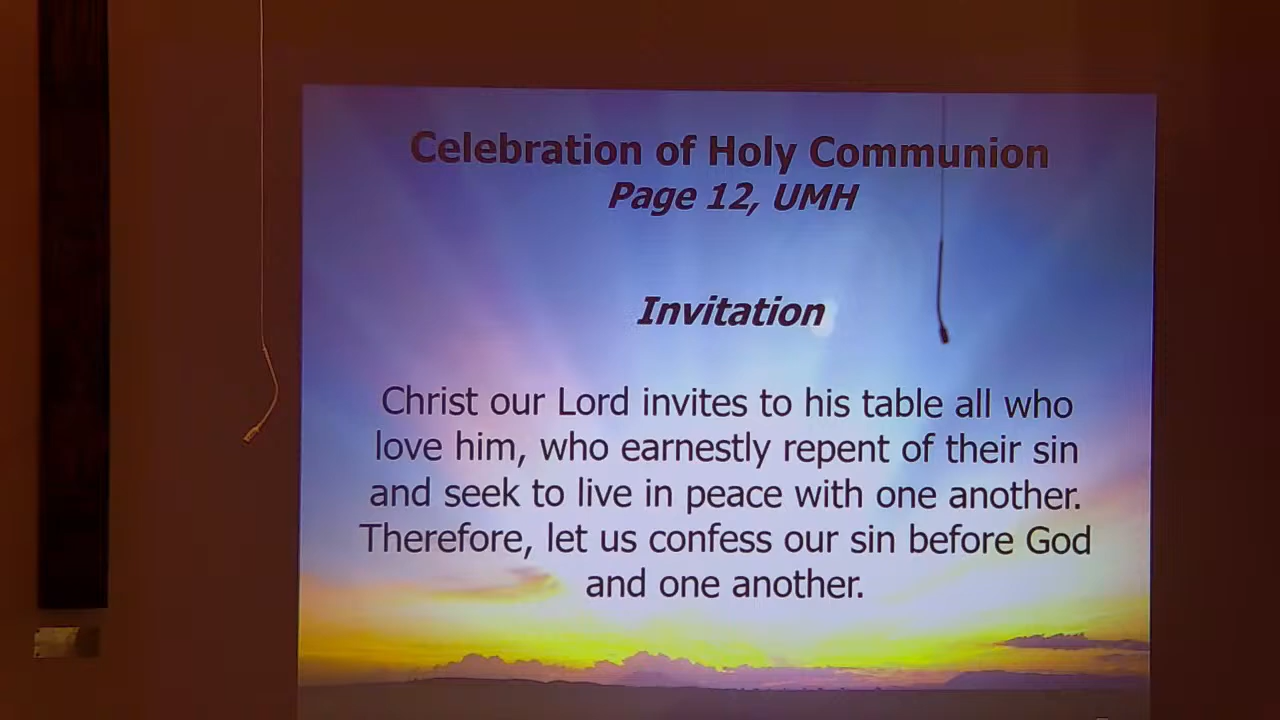 Celebration of Holy Communion
Page 12, UMH
Invitation
Christ our Lord invites to his table all who
love him, who earnestly repent of their sin
and seek to live in peace with one another.
Therefore, let us confess our sin before God
and one another.